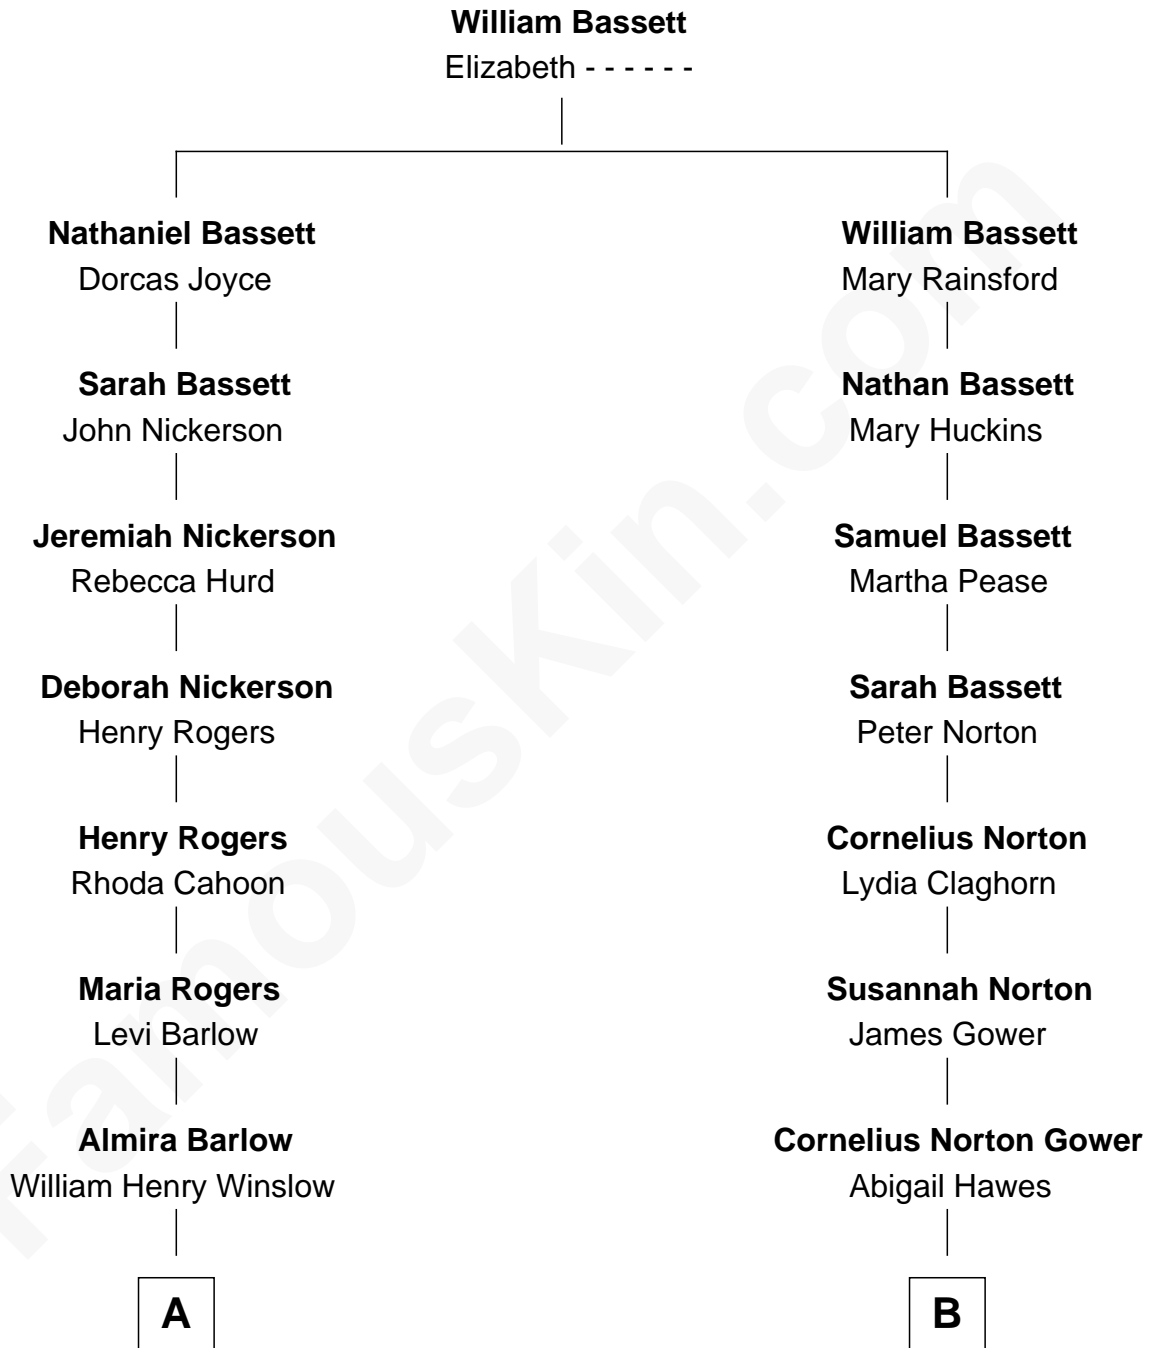 William Bassett
Elizabeth - - - - - -
Nathaniel Bassett
Dorcas Joyce
William Bassett
Mary Rainsford
Sarah Bassett
John Nickerson
Nathan Bassett
Mary Huckins
Jeremiah Nickerson
Rebecca Hurd
Samuel Bassett
Martha Pease
Deborah Nickerson
Henry Rogers
Sarah Bassett
Peter Norton
Henry Rogers
Rhoda Cahoon
Cornelius Norton
Lydia Claghorn
Maria Rogers
Levi Barlow
Susannah Norton
James Gower
Almira Barlow
William Henry Winslow
Cornelius Norton Gower
Abigail Hawes
A
B
FamousKin.com